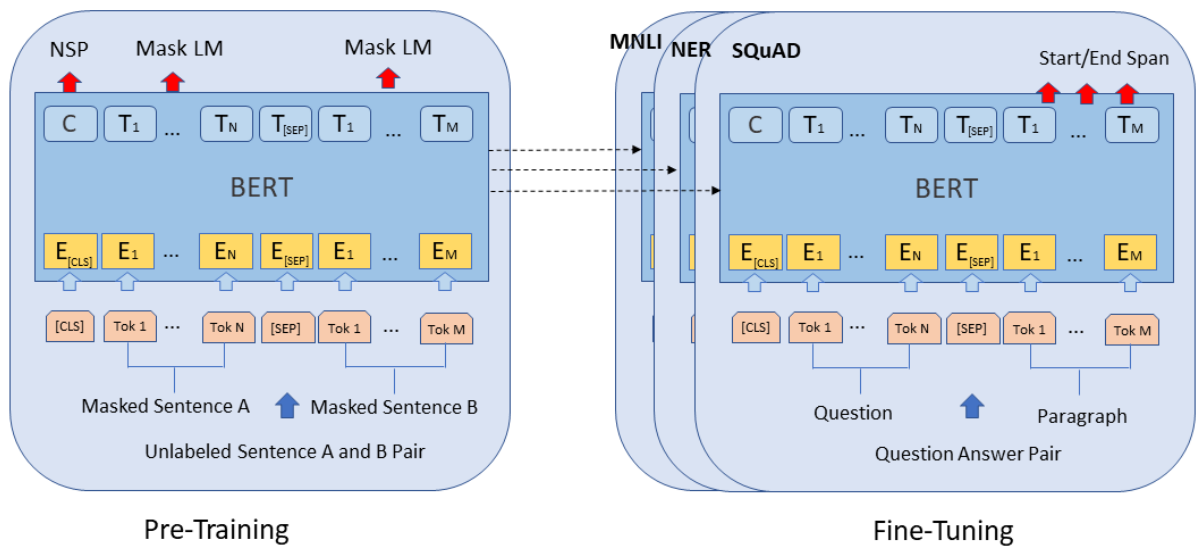 NSP Mask LM Mask LM
C T1 ... TN T[SEP] T1 ... TM
BERT
E[CLS] E1 ... EN E[SEP] E1 ... EM
[CLS] Tok 1 ... Tok N [SEP] Tok 1 ... Tok M
Masked Sentence A Masked Sentence B
Unlabeled Sentence A and B Pair
Pre-Training
MNLI NER SQuAD
Start/End Span
C T1 ... TN T[SEP] T1 ... TM
BERT
E[CLS] E1 ... EN E[SEP] E1 ... EM
[CLS] Tok 1 ... Tok N [SEP] Tok 1 ... Tok M
Question Paragraph
Question Answer Pair
Fine-Tuning